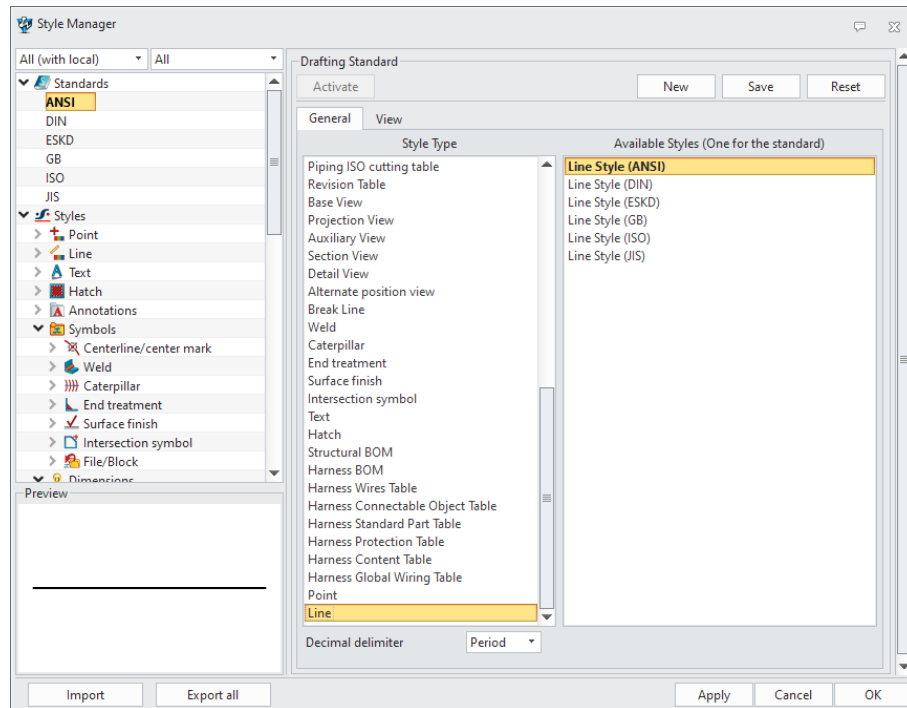 Style Manager
All (with local) All
Standards
ANSI
DIN
ESKD
GB
ISO
JIS
Styles
Point
Line
Text
Hatch
Annotations
Symbols
Centerline/center mark
Weld
Caterpillar
End treatment
Surface finish
Intersection symbol
File/Block
Dimensions
Preview
Drafting Standard
Activate New Save Reset
General View
Style Type
Piping ISO cutting table
Revision Table
Base View
Projection View
Auxiliary View
Section View
Detail View
Alternate position view
Break Line
Weld
Caterpillar
End treatment
Surface finish
Intersection symbol
Text
Hatch
Structural BOM
Harness BOM
Harness Wires Table
Harness Connectable Object Table
Harness Standard Part Table
Harness Protection Table
Harness Content Table
Harness Global Wiring Table
Point
Line
Available Styles (One for the standard)
Line Style (ANSI)
Line Style (DIN)
Line Style (ESKD)
Line Style (GB)
Line Style (ISO)
Line Style (JIS)
Decimal delimiter Period
Import Export all Apply Cancel OK